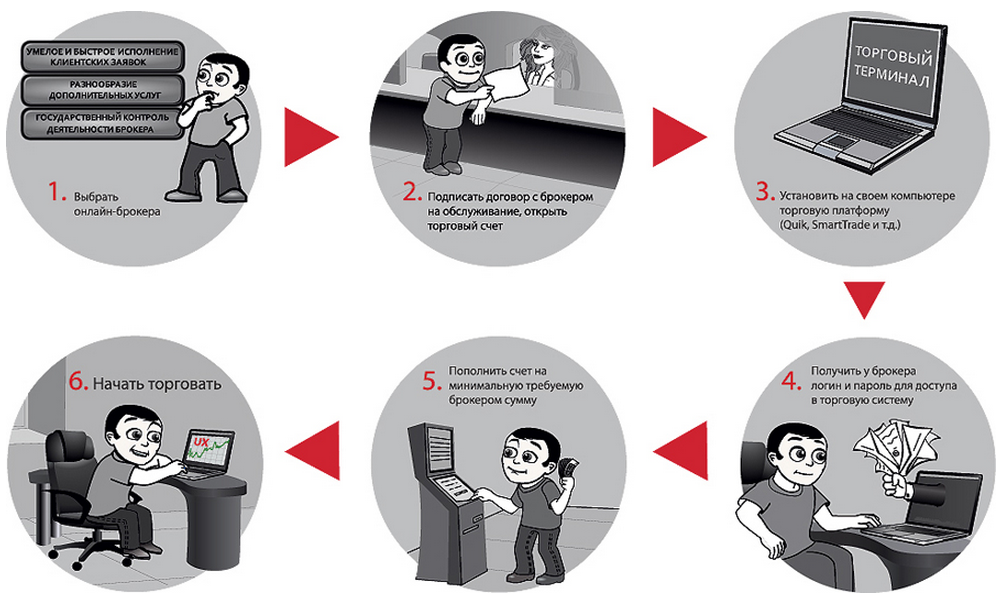 УМЕЛОЕ И БЫСТРОЕ ИСПОЛНЕНИЕ
КЛИЕНТСКИХ ЗАЯВОК
РАЗНООБРАЗИЕ
ДОПОЛНИТЕЛЬНЫХ УСЛУГ
ГОСУДАРСТВЕННЫЙ КОНТРОЛЬ
ДЕЯТЕЛЬНОСТИ БРОКЕРА
1. Выбрать
онлайн-брокера
2. Подписать договор с брокером
на обслуживание, открыть
торговый счет
ТОРГОВЫЙ
ТЕРМИНАЛ
3. Установить на своем компьютере
торговую платформу
(Quik, SmartTrade и т.д.)
4. Получить у брокера
логин и пароль для доступа
в торговую систему
5. Пополнить счет на
минимальную требуемую
брокером сумму
6. Начать торговать
UX